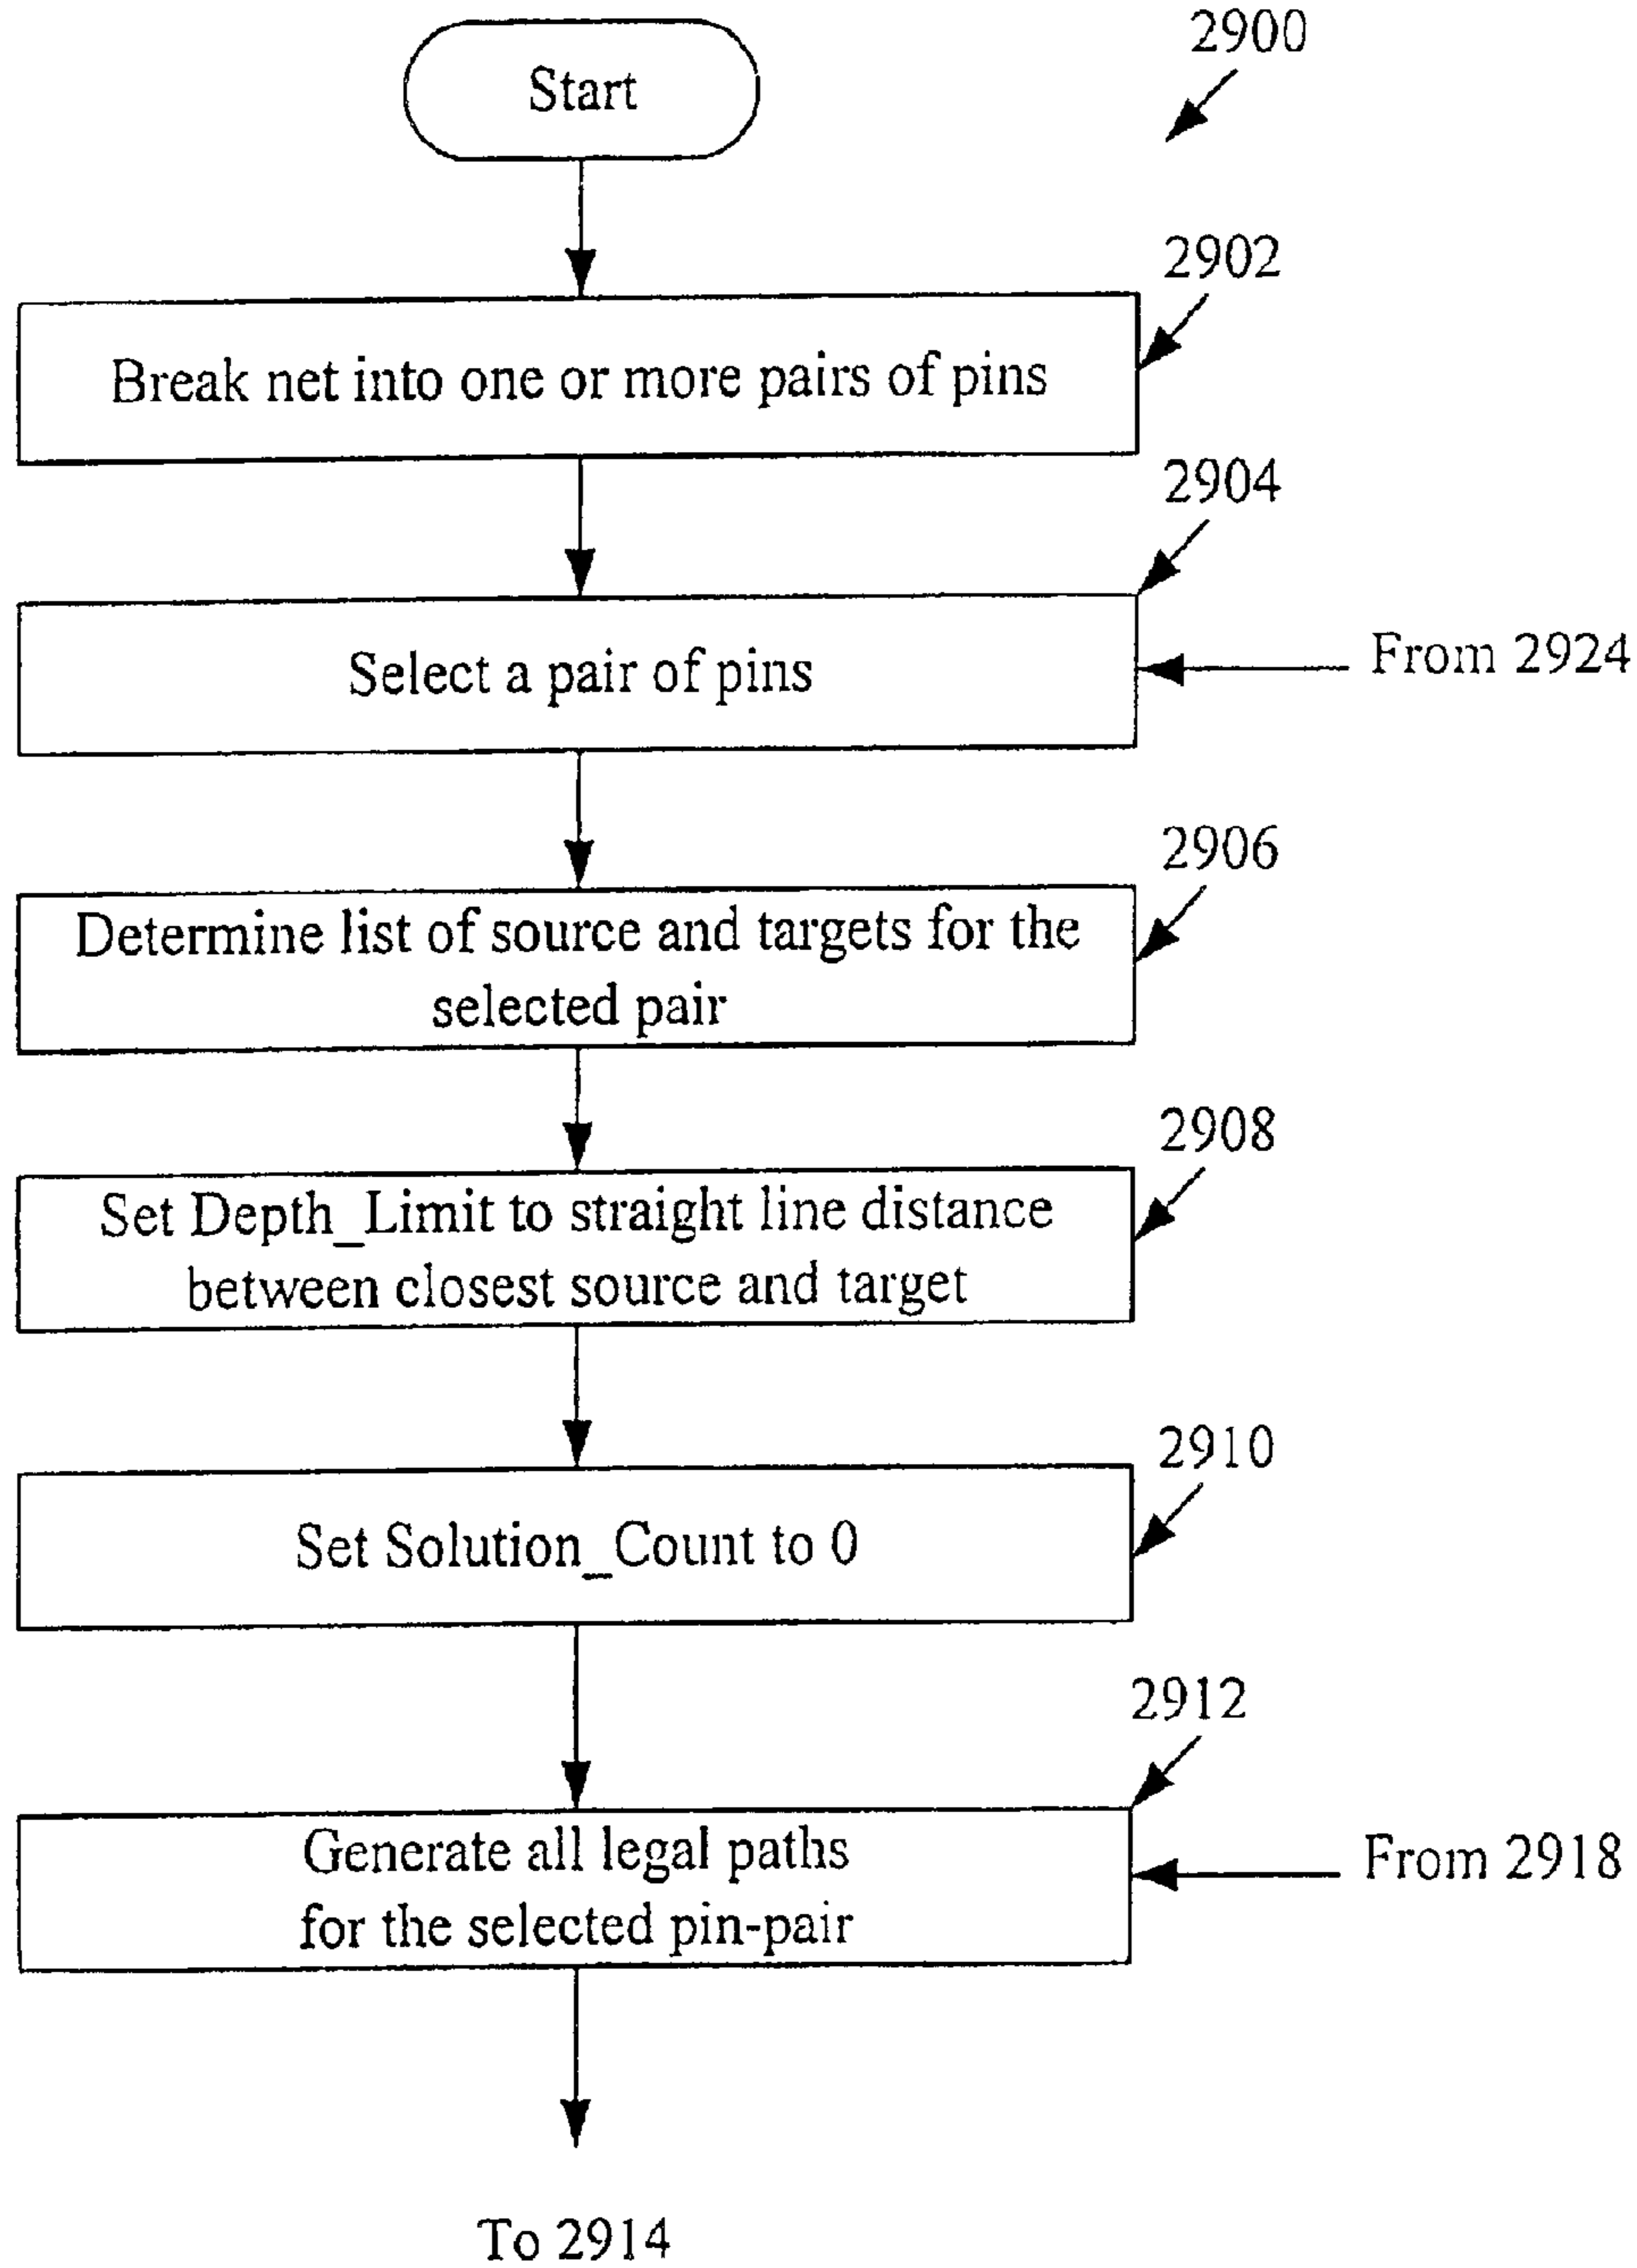 2900
Start
2902
Break net into one or more pairs of pins
2904
Select a pair of pins
From 2924
2906
Determine list of source and targets for the
selected pair
2908
Set Depth_Limit to straight line distance
between closest source and target
2910
Set Solution_Count to 0
2912
Generate all legal paths
for the selected pin-pair
From 2918
To 2914